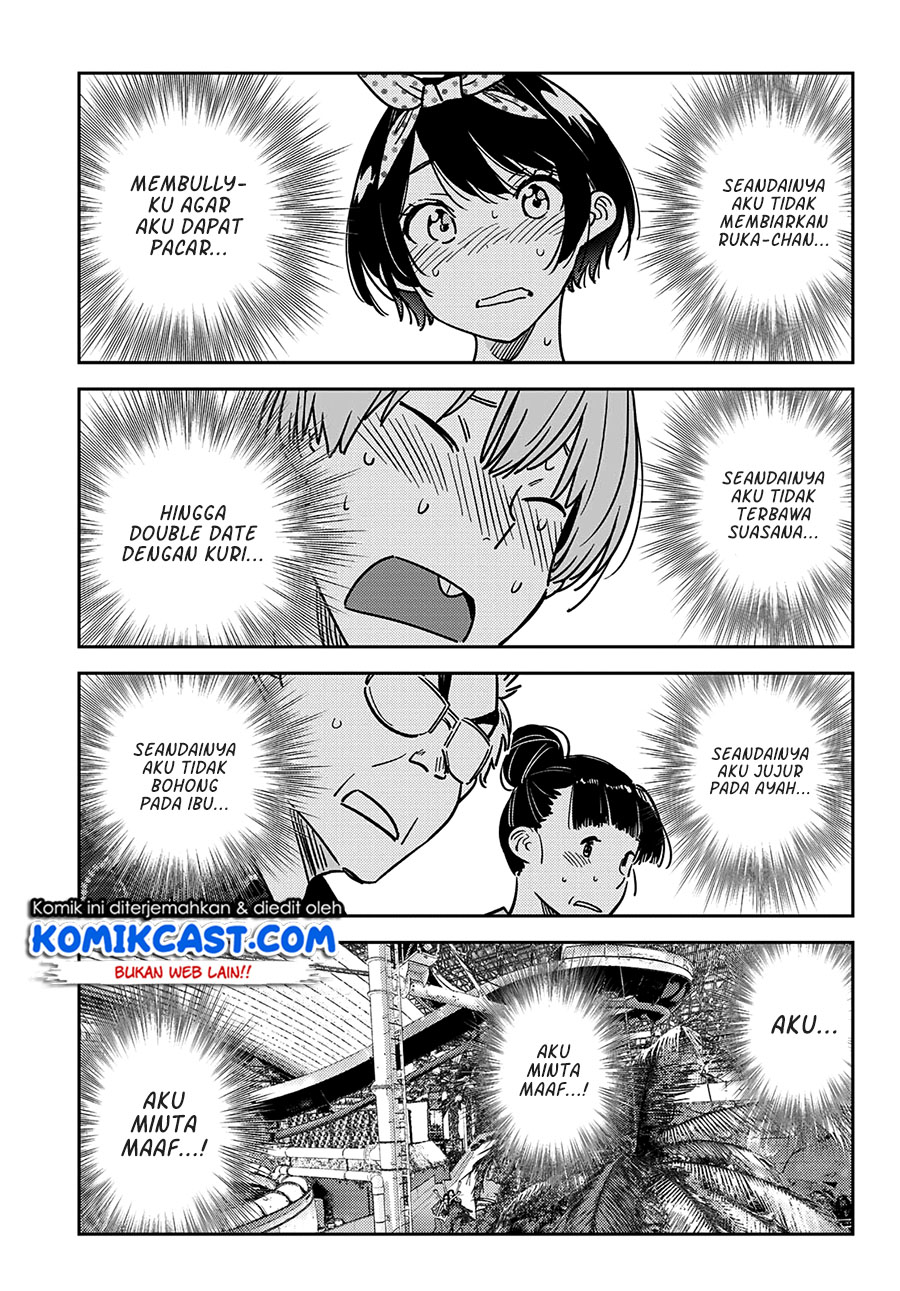 SEANDAINYA
AKU TIDAK
MEMBIARKAN
RUKA-CHAN...
MEMBULLY-
KU AGAR
AKU DAPAT
PACAR...
SEANDAINYA
AKU TIDAK
TERBAWA
SUASANA...
HINGGA
DOUBLE DATE
DENGAN KURI...
SEANDAINYA
AKU JUJUR
PADA AYAH...
SEANDAINYA
AKU TIDAK
BOHONG
PADA IBU...
Komik ini diterjemahkan & diedit oleh
KOMIKCAST.COM
BUKAN WEB LAIN!!
AKU...
AKU
MINTA
MAAF...!
AKU
MINTA
MAAF...!